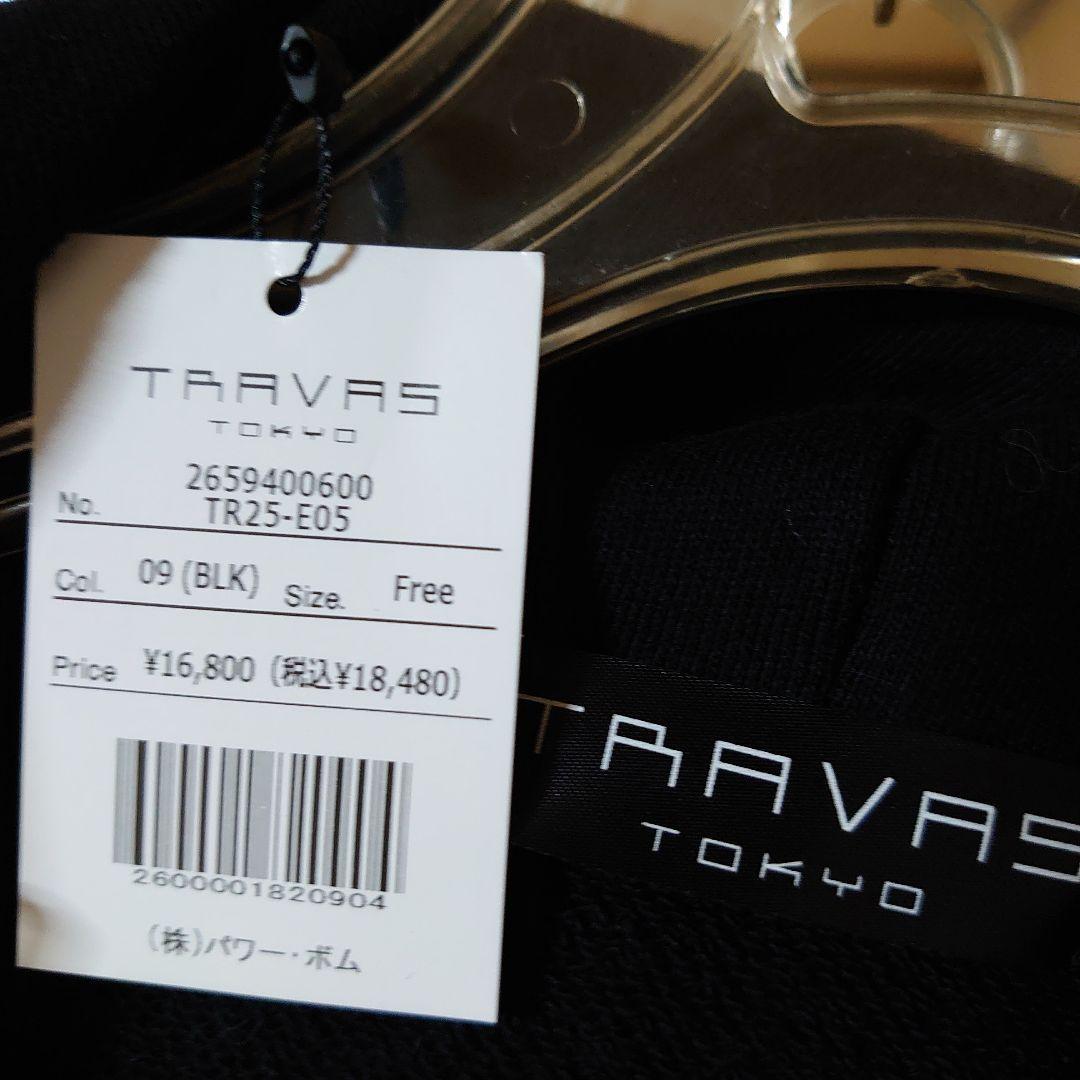 TRAVAS
TOKYO
2659400600
No. TR25-E05
Col. 09 (BLK) Size. Free
Price ¥16,800 (税込¥18,480)
2600001820904
(株)パワー・ボム
TRAVAS
TOKYO